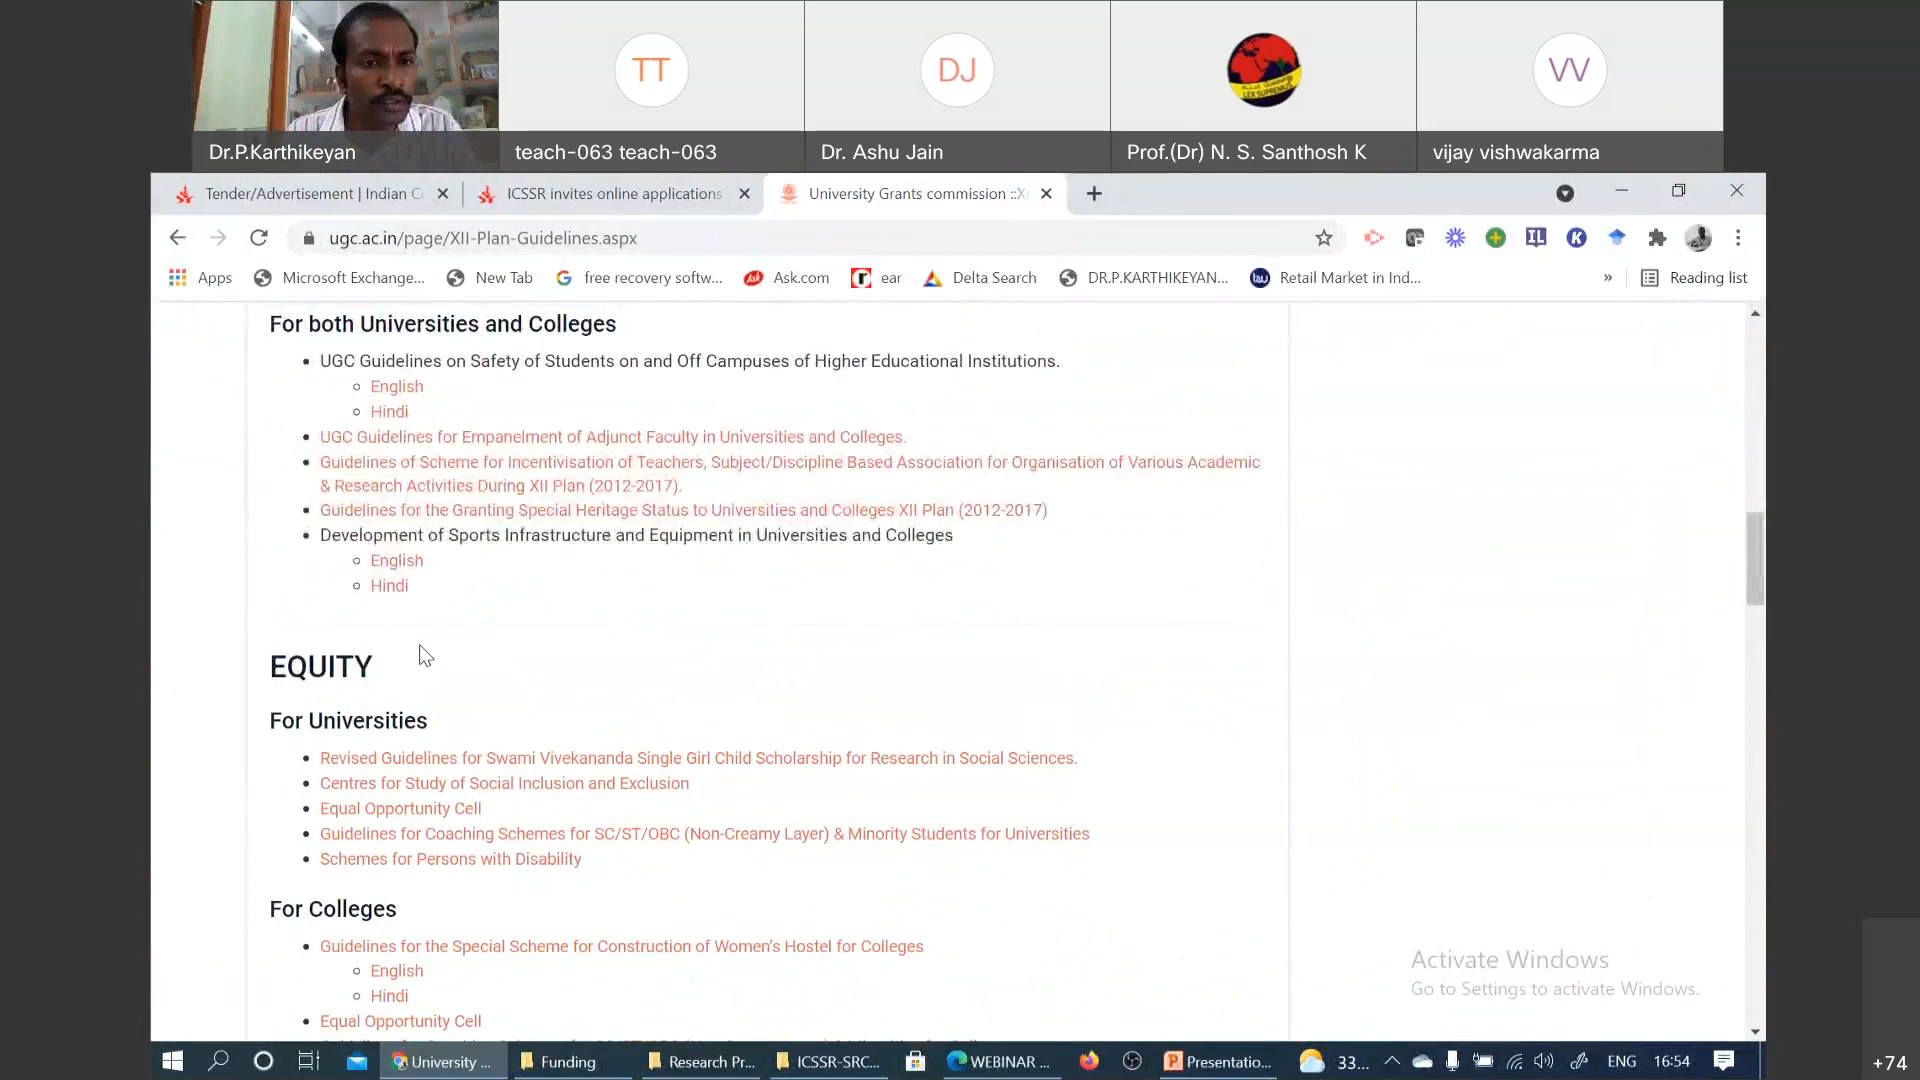 TT
DJ
LEX SUPREMUS
VV
Dr.P.Karthikeyan
teach-063 teach-063
Dr. Ashu Jain
Prof.(Dr) N. S. Santhosh K
vijay vishwakarma
Tender/Advertisement | Indian C
ICSSR invites online applications
University Grants commission ::X
ugc.ac.in/page/XII-Plan-Guidelines.aspx
Apps
Microsoft Exchange...
New Tab
free recovery softw...
Ask.com
ear
Delta Search
DR.P.KARTHIKEYAN...
Retail Market in Ind...
»
Reading list
For both Universities and Colleges
UGC Guidelines on Safety of Students on and Off Campuses of Higher Educational Institutions.
English
Hindi
UGC Guidelines for Empanelment of Adjunct Faculty in Universities and Colleges.
Guidelines of Scheme for Incentivisation of Teachers, Subject/Discipline Based Association for Organisation of Various Academic
& Research Activities During XII Plan (2012-2017).
Guidelines for the Granting Special Heritage Status to Universities and Colleges XII Plan (2012-2017)
Development of Sports Infrastructure and Equipment in Universities and Colleges
English
Hindi
EQUITY
For Universities
Revised Guidelines for Swami Vivekananda Single Girl Child Scholarship for Research in Social Sciences.
Centres for Study of Social Inclusion and Exclusion
Equal Opportunity Cell
Guidelines for Coaching Schemes for SC/ST/OBC (Non-Creamy Layer) & Minority Students for Universities
Schemes for Persons with Disability
For Colleges
Guidelines for the Special Scheme for Construction of Women's Hostel for Colleges
English
Hindi
Equal Opportunity Cell
Activate Windows
Go to Settings to activate Windows.
University ...
Funding
Research Pr...
ICSSR-SRC...
WEBINAR ...
Presentatio...
33...
ENG
16:54
+74